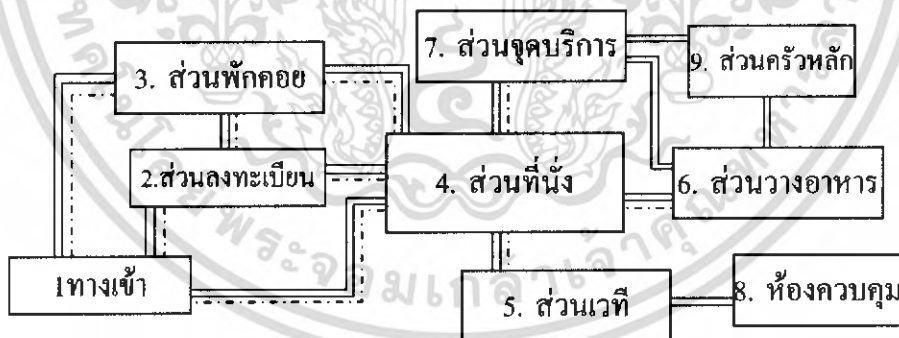 7. ส่วนจุดบริการ
3. ส่วนพักคอย
9. ส่วนครัวหลัก
2.ส่วนลงทะเบียน
4. ส่วนที่นั่ง
6. ส่วนวางอาหาร
1ทางเข้า
5. ส่วนเวที
8. ห้องควบคุม